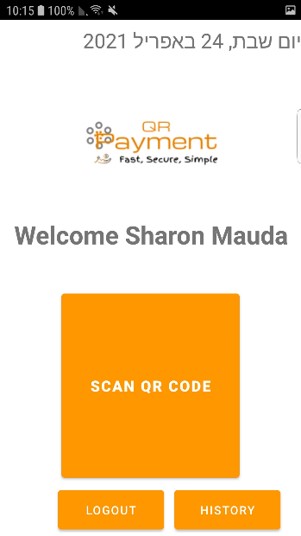 10:15 100%
יום שבת, 24 באפריל 2021
QR
Payment
Fast, Secure, Simple
Welcome Sharon Mauda
SCAN QR CODE
LOGOUT HISTORY